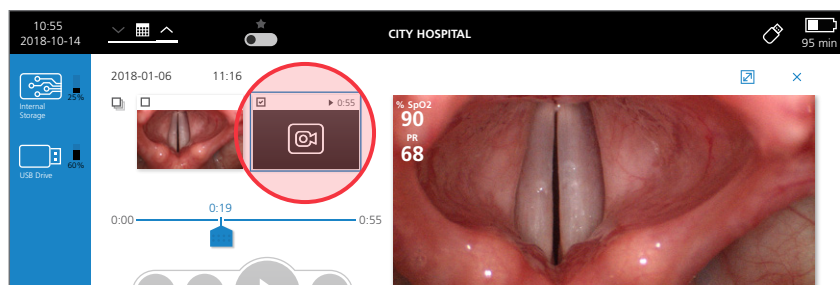 10:55
2018-10-14
CITY HOSPITAL
95 min
Internal
Storage
25%
USB Drive
60%
2018-01-06 11:16
0:55
0:19
0:00
0:55
% SpO2
90
PR
68